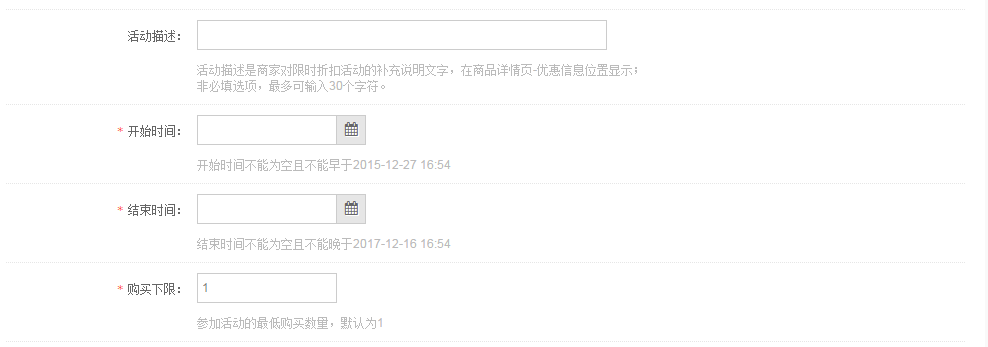 活动描述：
活动描述是商家对限时折扣活动的补充说明文字，在商品详情页-优惠信息位置显示；
非必填选项，最多可输入30个字符。
* 开始时间：
开始时间不能为空且不能早于2015-12-27 16:54
* 结束时间：
结束时间不能为空且不能晚于2017-12-16 16:54
* 购买下限： 1
参加活动的最低购买数量，默认为1